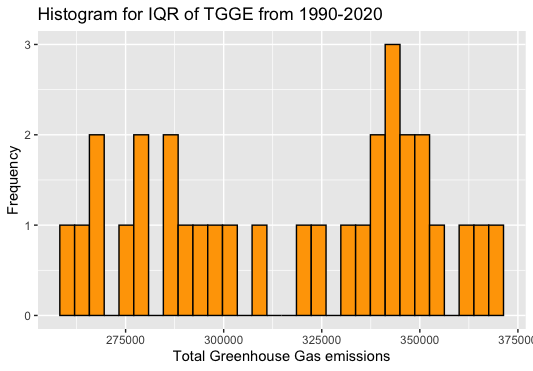 Histogram for IQR of TGGE from 1990-2020
3
2
1
0
Frequency
275000 300000 325000 350000 375000
Total Greenhouse Gas emissions